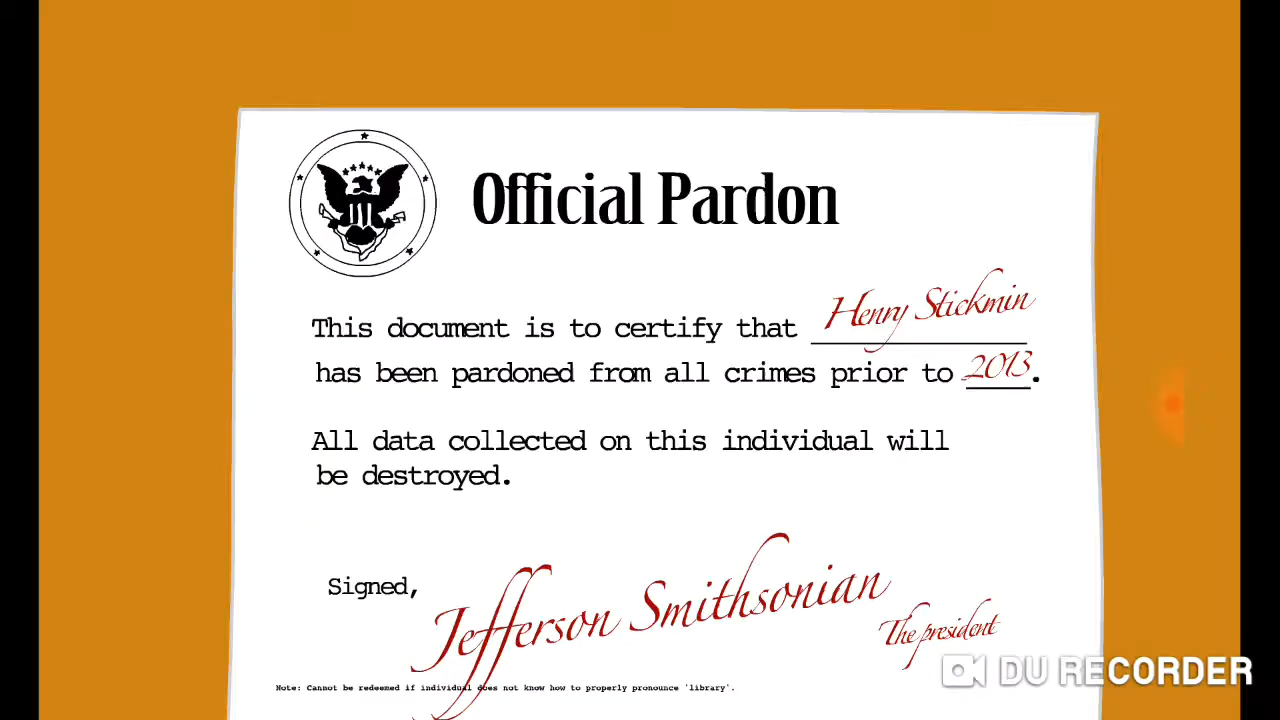 Official Pardon
This document is to certify that Henry Stickmin
has been pardoned from all crimes prior to 2013.
All data collected on this individual will
be destroyed.
Signed,
Jefferson Smithsonian
The president
DU RECORDER
Note: Cannot be redeemed if individual does not know how to properly pronounce 'library'.